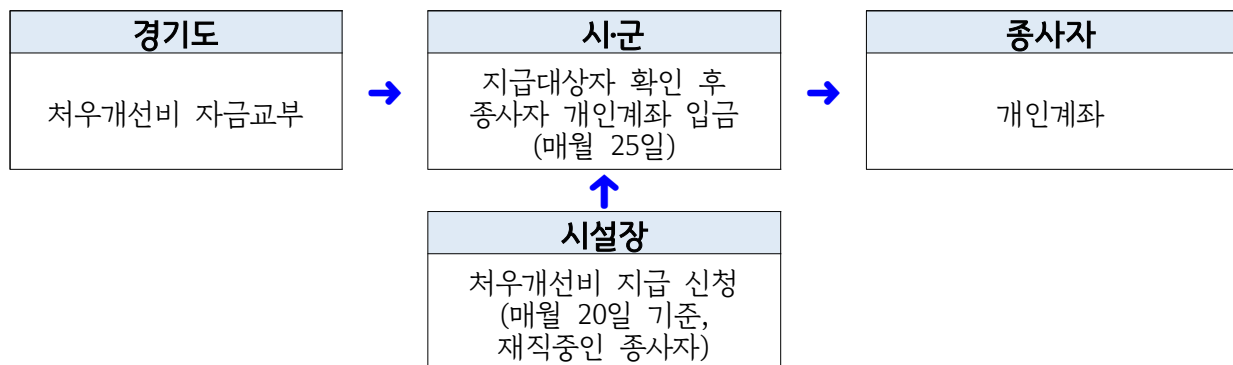 경기도
처우개선비 자금교부
시·군
지급대상자 확인 후
종사자 개인계좌 입금
(매월 25일)
종사자
개인계좌
시설장
처우개선비 지급 신청
(매월 20일 기준,
재직중인 종사자)